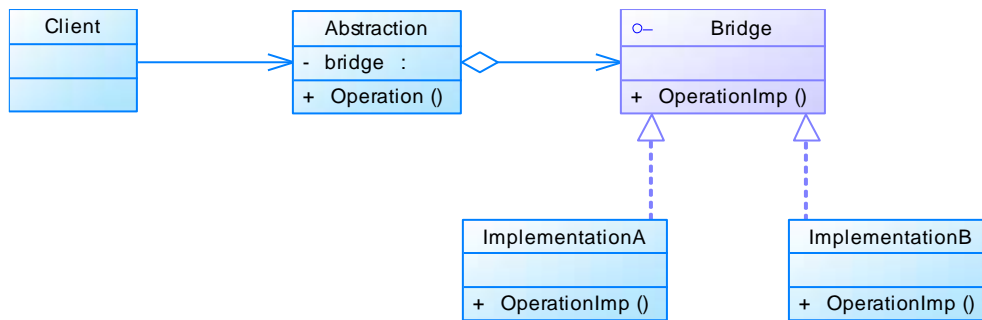 Client
Abstraction
- bridge :
+ Operation ()
Bridge
+ OperationImp ()
ImplementationA
+ OperationImp ()
ImplementationB
+ OperationImp ()